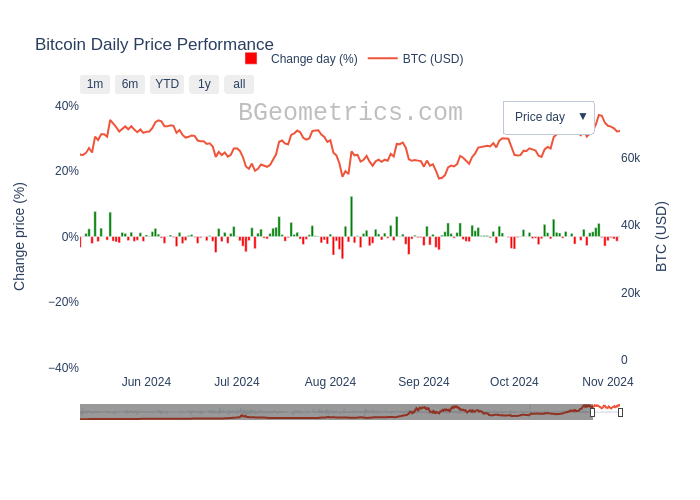 Bitcoin Daily Price Performance
Change day (%)
BTC (USD)
1m 6m YTD 1y all
BGeometrics.com
Price day ▼
40%
20%
0%
−20%
−40%
Change price (%)
60k
40k
20k
0
BTC (USD)
Jun 2024 Jul 2024 Aug 2024 Sep 2024 Oct 2024 Nov 2024